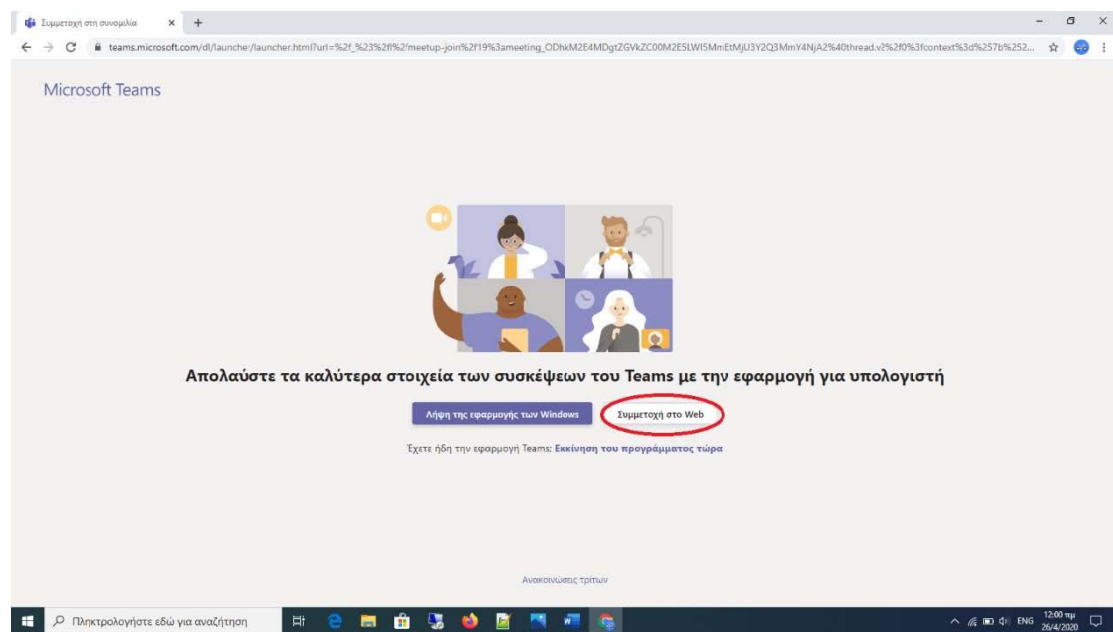 Συμμετοχή στη συνομιλία
teams.microsoft.com/dl/launcher/launcher.html?url=%2f_%23%2fl%2fmeetup-join%2f19%3ameeting_ODhkM2E4MDgtZGVkZC00M2E5LWI5MmEtMjU3Y2Q3MmY4NjA2%40thread.v2%2f0%3fcontext%3d%257b%252...
Microsoft Teams
Απολαύστε τα καλύτερα στοιχεία των συσκέψεων του Teams με την εφαρμογή για υπολογιστή
Λήψη της εφαρμογής των Windows Συμμετοχή στο Web
Έχετε ήδη την εφαρμογή Teams; Εκκίνηση του προγράμματος τώρα
Ανακοινώσεις τρίτων
Πληκτρολογήστε εδώ για αναζήτηση
ENG 12:00 πμ
26/4/2020